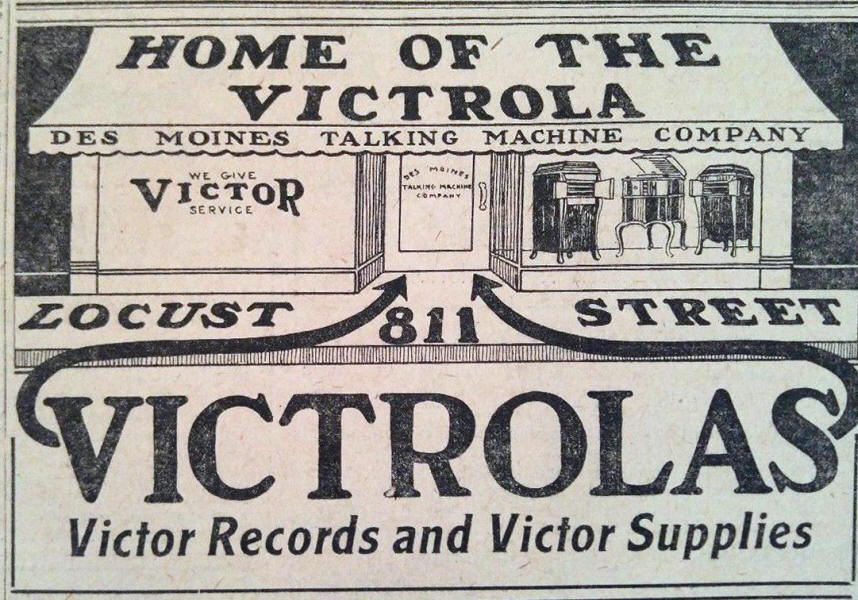 HOME OF THE
VICTROLA
DES MOINES TALKING MACHINE COMPANY
WE GIVE
VICTOR
SERVICE
DES MOINES
TALKING MACHINE
COMPANY
LOCUST 811 STREET
VICTROLAS
Victor Records and Victor Supplies